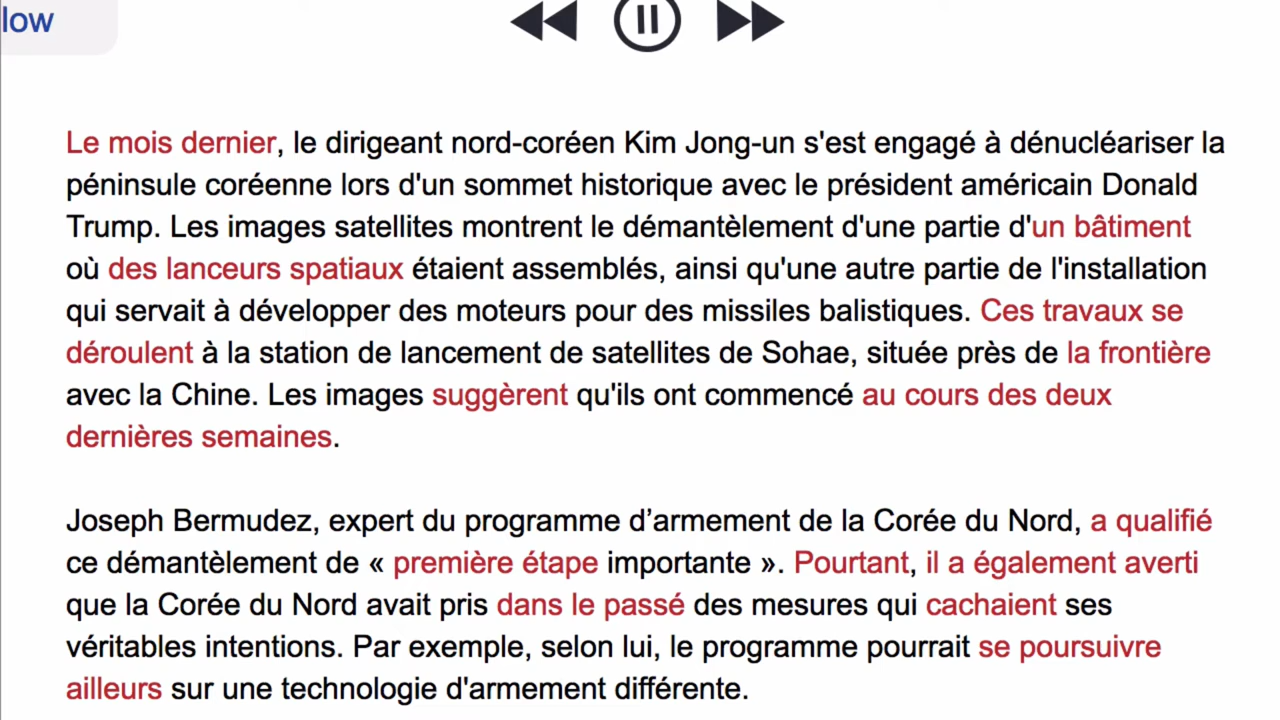 low
Le mois dernier, le dirigeant nord-coréen Kim Jong-un s'est engagé à dénucléariser la
péninsule coréenne lors d'un sommet historique avec le président américain Donald
Trump. Les images satellites montrent le démantèlement d'une partie d'un bâtiment
où des lanceurs spatiaux étaient assemblés, ainsi qu'une autre partie de l'installation
qui servait à développer des moteurs pour des missiles balistiques. Ces travaux se
déroulent à la station de lancement de satellites de Sohae, située près de la frontière
avec la Chine. Les images suggèrent qu'ils ont commencé au cours des deux
dernières semaines.
Joseph Bermudez, expert du programme d’armement de la Corée du Nord, a qualifié
ce démantèlement de « première étape importante ». Pourtant, il a également averti
que la Corée du Nord avait pris dans le passé des mesures qui cachaient ses
véritables intentions. Par exemple, selon lui, le programme pourrait se poursuivre
ailleurs sur une technologie d'armement différente.